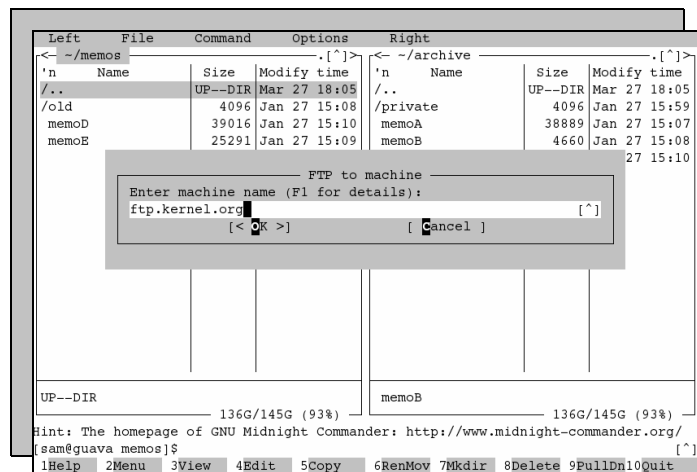 Left File Command Options Right
<— ~/memos —.[^]> <— ~/archive —.[^]>
'n Name Size Modify time 'n Name Size Modify time
/.. UP--DIR Mar 27 18:05 /.. UP--DIR Mar 27 18:05
/old 4096 Jan 27 15:08 /private 4096 Jan 27 15:59
memoD 39016 Jan 27 15:10 memoA 38889 Jan 27 15:07
memoE 25291 Jan 27 15:09 memoB 4660 Jan 27 15:08
27 15:10
FTP to machine
Enter machine name (F1 for details):
ftp.kernel.org [^]
[< OK >] [ Cancel ]
UP--DIR memoB
136G/145G (93%) 136G/145G (93%)
Hint: The homepage of GNU Midnight Commander: http://www.midnight-commander.org/
[sam@guava memos]$ [^]
1Help 2Menu 3View 4Edit 5Copy 6RenMov 7Mkdir 8Delete 9PullDn10Quit